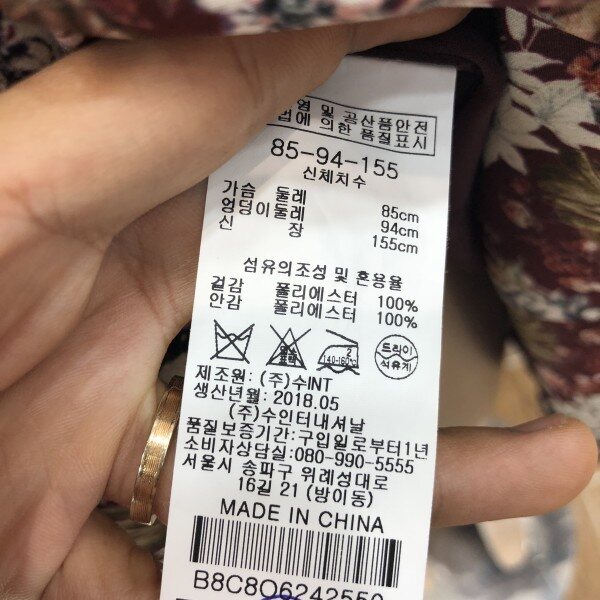 염 및 공산품안전
법에 의한 품질표시
85-94-155
신체치수
가슴 둘레 85cm
엉덩이둘레 94cm
신 장 155cm
섬유의조성 및 혼용율
겉감 폴리에스터 100%
안감 폴리에스터 100%
2
140-160℃
드라이
석유계
제조원: (주)수INT
생산년월: 2018.05
(주)수인터내셔날
품질보증기간:구입일로부터1년
소비자상담실:080-990-5555
서울시 송파구 위례성대로
16길 21 (방이동)
MADE IN CHINA
B8C8O6242550